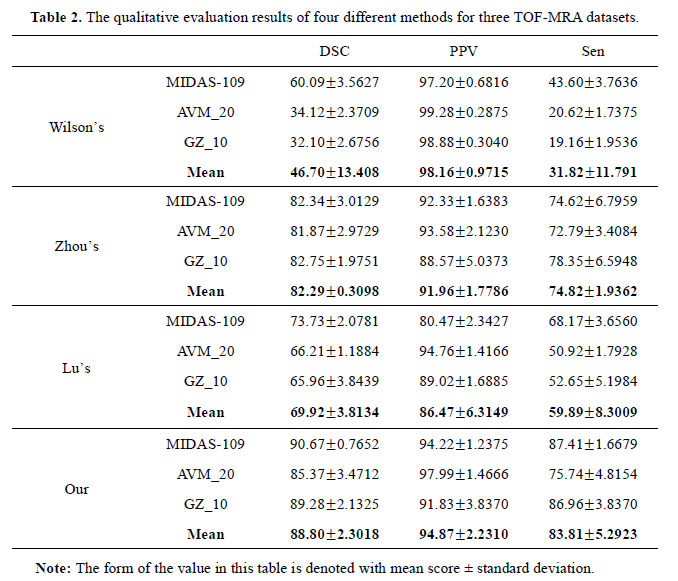 Table 2. The qualitative evaluation results of four different methods for three TOF-MRA datasets.
DSC PPV Sen
MIDAS-109 60.09±3.5627 97.20±0.6816 43.60±3.7636
AVM_20 34.12±2.3709 99.28±0.2875 20.62±1.7375
Wilson's
GZ_10 32.10±2.6756 98.88±0.3040 19.16±1.9536
Mean 46.70±13.408 98.16±0.9715 31.82±11.791
MIDAS-109 82.34±3.0129 92.33±1.6383 74.62±6.7959
AVM_20 81.87±2.9729 93.58±2.1230 72.79±3.4084
Zhou's
GZ_10 82.75±1.9751 88.57±5.0373 78.35±6.5948
Mean 82.29±0.3098 91.96±1.7786 74.82±1.9362
MIDAS-109 73.73±2.0781 80.47±2.3427 68.17±3.6560
AVM_20 66.21±1.1884 94.76±1.4166 50.92±1.7928
Lu's
GZ_10 65.96±3.8439 89.02±1.6885 52.65±5.1984
Mean 69.92±3.8134 86.47±6.3149 59.89±8.3009
MIDAS-109 90.67±0.7652 94.22±1.2375 87.41±1.6679
AVM_20 85.37±3.4712 97.99±1.4666 75.74±4.8154
Our
GZ_10 89.28±2.1325 91.83±3.8370 86.96±3.8370
Mean 88.80±2.3018 94.87±2.2310 83.81±5.2923
Note: The form of the value in this table is denoted with mean score ± standard deviation.